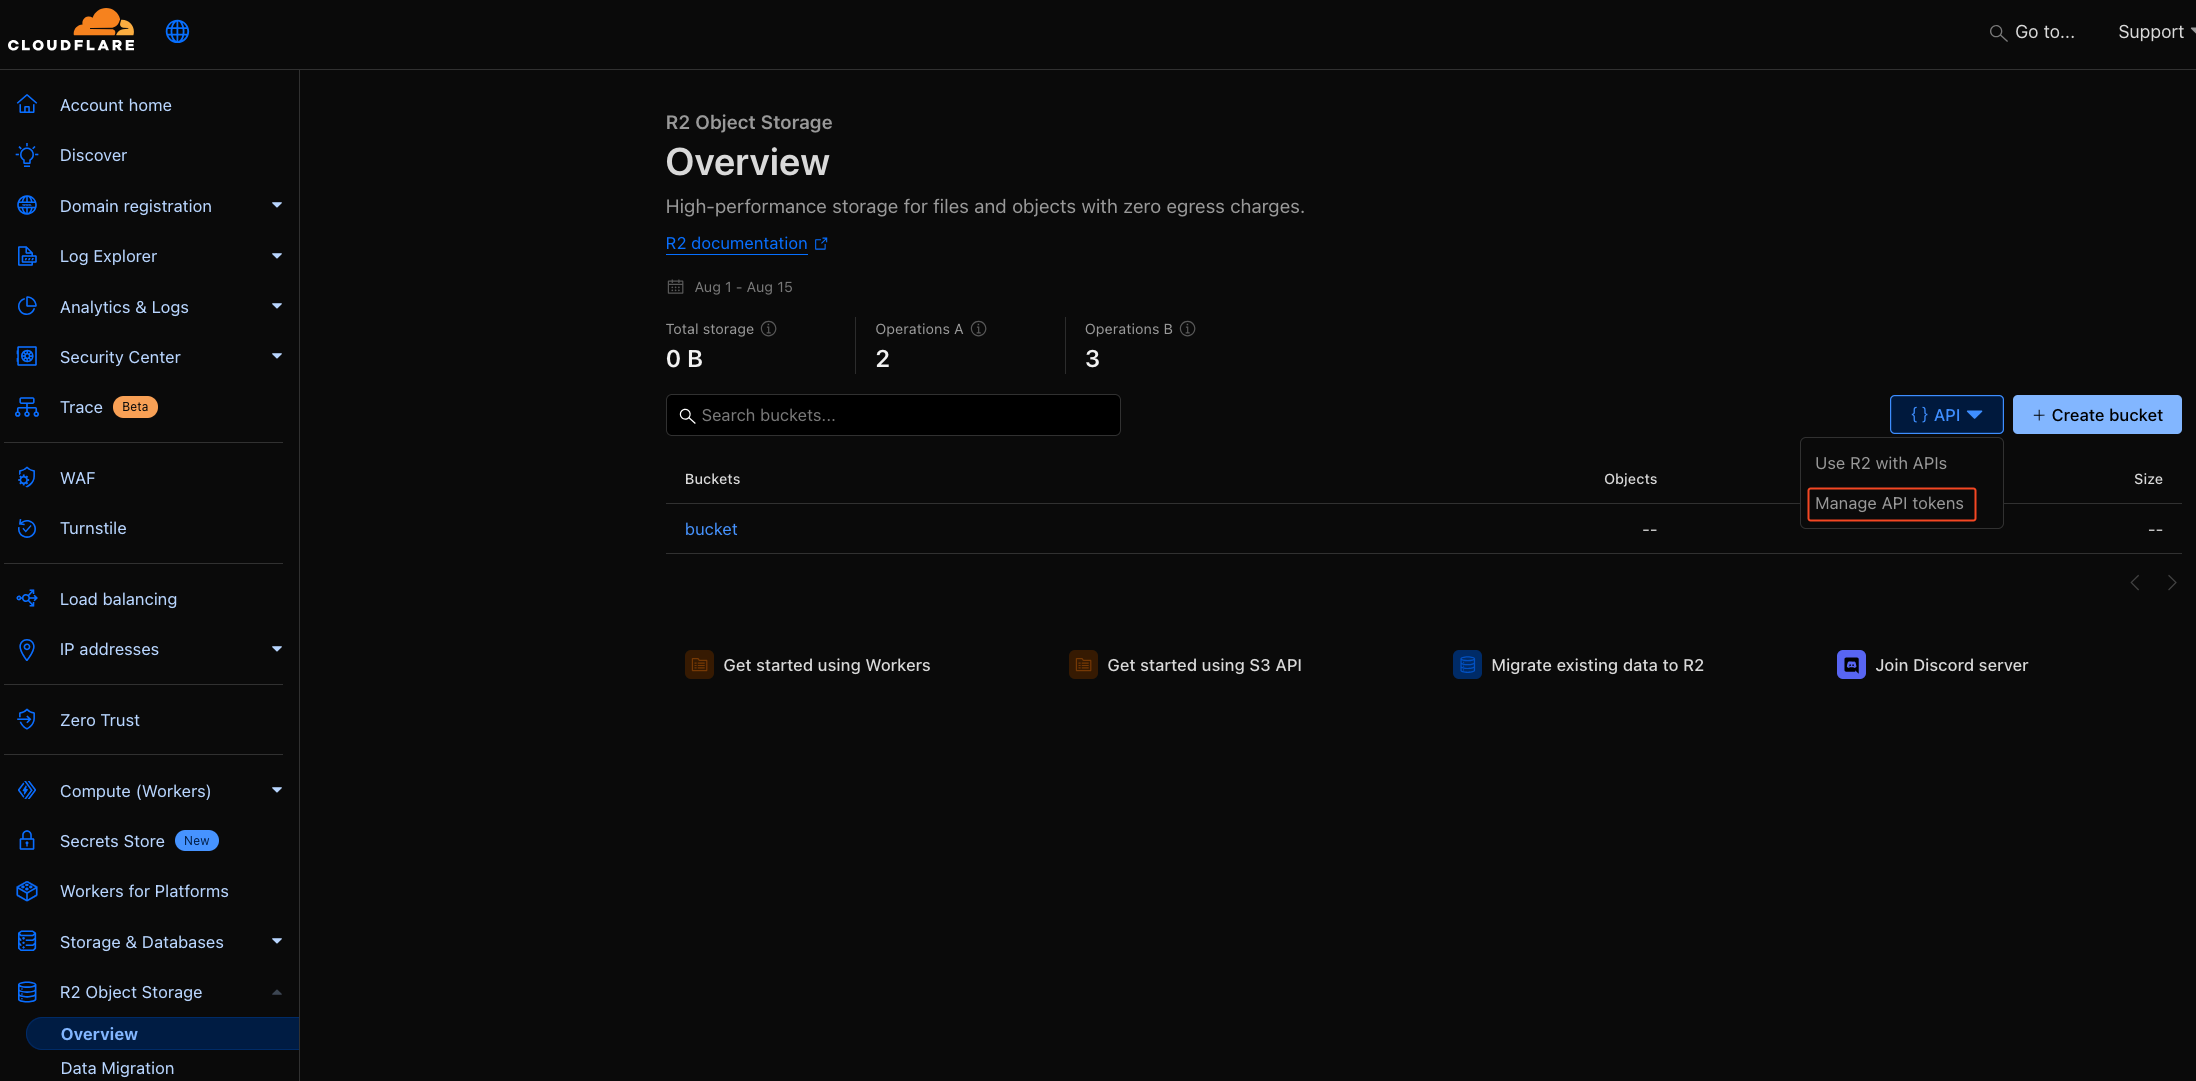 CLOUDFLARE
Go to...
Support
Account home
Discover
Domain registration
Log Explorer
Analytics & Logs
Security Center
Trace Beta
WAF
Turnstile
Load balancing
IP addresses
Zero Trust
Compute (Workers)
Secrets Store New
Workers for Platforms
Storage & Databases
R2 Object Storage
Overview
Data Migration
R2 Object Storage
Overview
High-performance storage for files and objects with zero egress charges.
R2 documentation
Aug 1 - Aug 15
Total storage Operations A Operations B
0 B 2 3
Search buckets...
{ } API
+ Create bucket
Use R2 with APIs
Manage API tokens
Buckets Objects Size
bucket -- --
Get started using Workers
Get started using S3 API
Migrate existing data to R2
Join Discord server